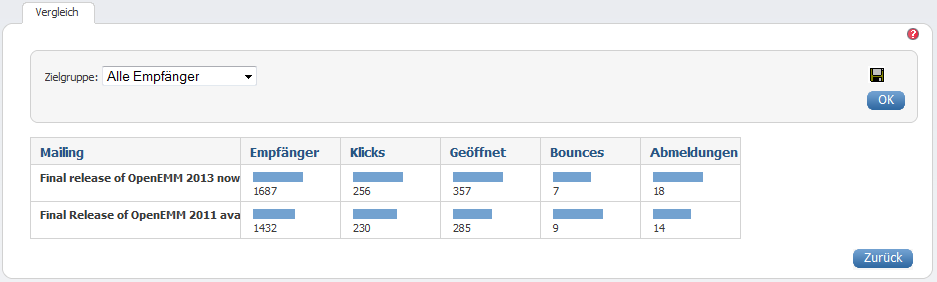 Vergleich
?
Zielgruppe: Alle Empfänger
OK
Mailing Empfänger Klicks Geöffnet Bounces Abmeldungen
Final release of OpenEMM 2013 now
1687 256 357 7 18
Final Release of OpenEMM 2011 ava
1432 230 285 9 14
Zurück